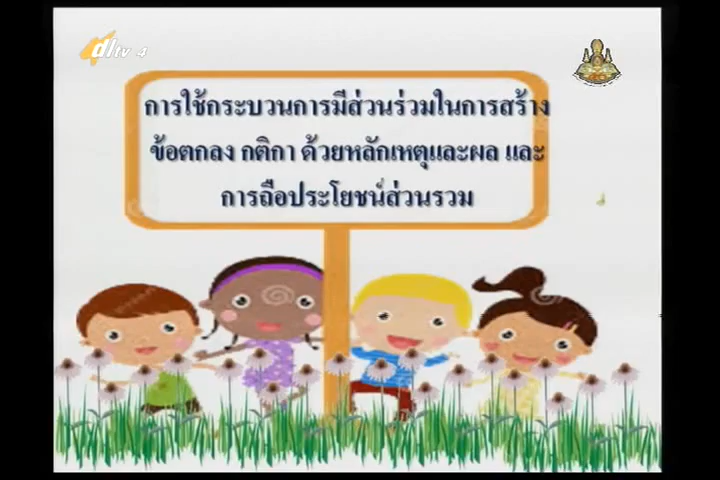 dltv 4
การใช้กระบวนการมีส่วนร่วมในการสร้าง
ข้อตกลง กติกา ด้วยหลักเหตุและผล และ
การถือประโยชน์ส่วนรวม